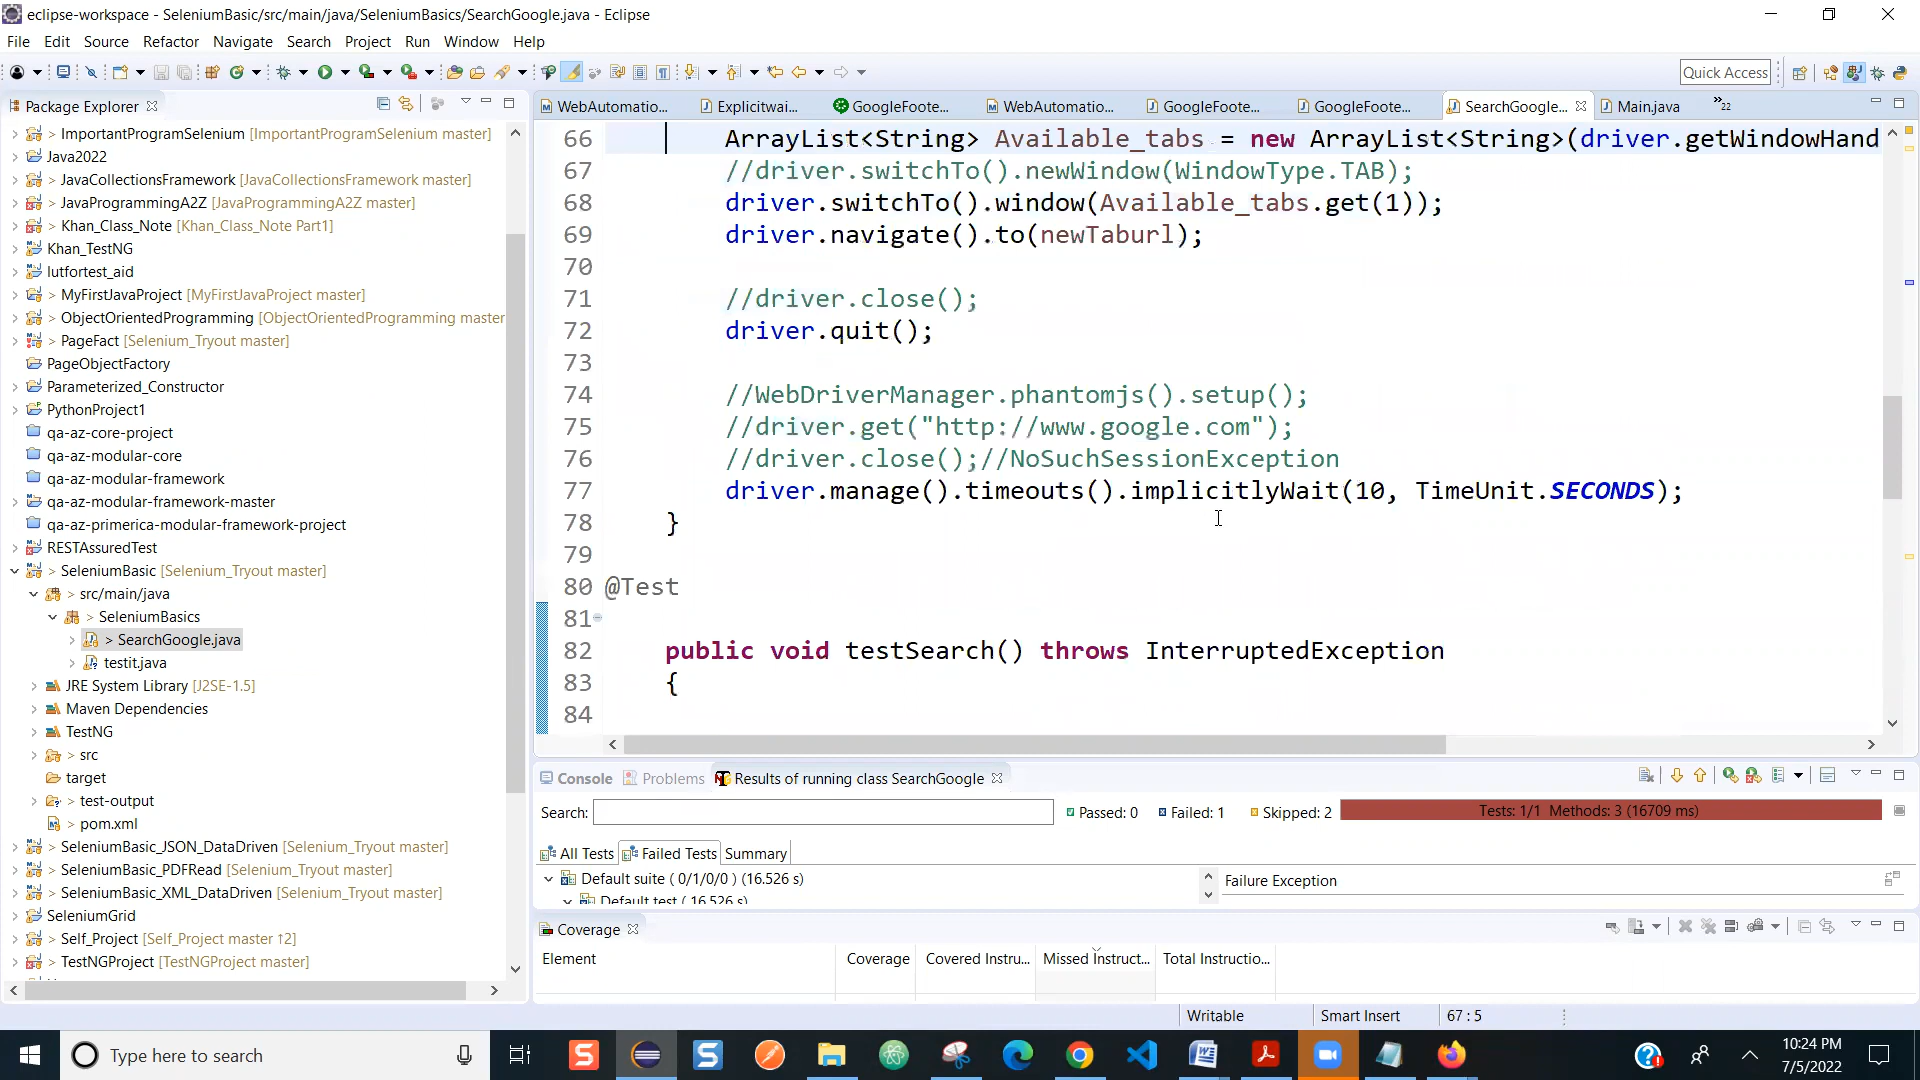 eclipse-workspace - SeleniumBasic/src/main/java/SeleniumBasics/SearchGoogle.java - Eclipse
File Edit Source Refactor Navigate Search Project Run Window Help
Quick Access
Package Explorer
> ImportantProgramSelenium [ImportantProgramSelenium master]
Java2022
> JavaCollectionsFramework [JavaCollectionsFramework master]
> JavaProgrammingA2Z [JavaProgrammingA2Z master]
> Khan_Class_Note [Khan_Class_Note Part1]
Khan_TestNG
lutfortest_aid
> MyFirstJavaProject [MyFirstJavaProject master]
> ObjectOrientedProgramming [ObjectOrientedProgramming master
> PageFact [Selenium_Tryout master]
PageObjectFactory
Parameterized_Constructor
PythonProject1
qa-az-core-project
qa-az-modular-core
qa-az-modular-framework
qa-az-modular-framework-master
qa-az-primerica-modular-framework-project
RESTAssuredTest
> SeleniumBasic [Selenium_Tryout master]
> src/main/java
> SeleniumBasics
> SearchGoogle.java
testit.java
JRE System Library [J2SE-1.5]
Maven Dependencies
TestNG
> src
target
> test-output
> pom.xml
> SeleniumBasic_JSON_DataDriven [Selenium_Tryout master]
> SeleniumBasic_PDFRead [Selenium_Tryout master]
> SeleniumBasic_XML_DataDriven [Selenium_Tryout master]
SeleniumGrid
> Self_Project [Self_Project master ↑2]
> TestNGProject [TestNGProject master]
WebAutomatio... Explicitwai... GoogleFoote... WebAutomatio... GoogleFoote... GoogleFoote... SearchGoogle... Main.java »22
66 ArrayList<String> Available_tabs = new ArrayList<String>(driver.getWindowHand
67 //driver.switchTo().newWindow(WindowType.TAB);
68 driver.switchTo().window(Available_tabs.get(1));
69 driver.navigate().to(newTaburl);
70
71 //driver.close();
72 driver.quit();
73
74 //WebDriverManager.phantomjs().setup();
75 //driver.get("http://www.google.com");
76 //driver.close();//NoSuchSessionException
77 driver.manage().timeouts().implicitlyWait(10, TimeUnit.SECONDS);
78 }
79
80 @Test
81
82 public void testSearch() throws InterruptedException
83 {
84
Console Problems Results of running class SearchGoogle
Search: Passed: 0 Failed: 1 Skipped: 2 Tests: 1/1 Methods: 3 (16709 ms)
All Tests Failed Tests Summary
Default suite ( 0/1/0/0 ) (16.526 s) Failure Exception
Default test ( 16.526 s)
Coverage
Element Coverage Covered Instru... Missed Instruct... Total Instructio...
Writable Smart Insert 67 : 5
Type here to search
10:24 PM
7/5/2022